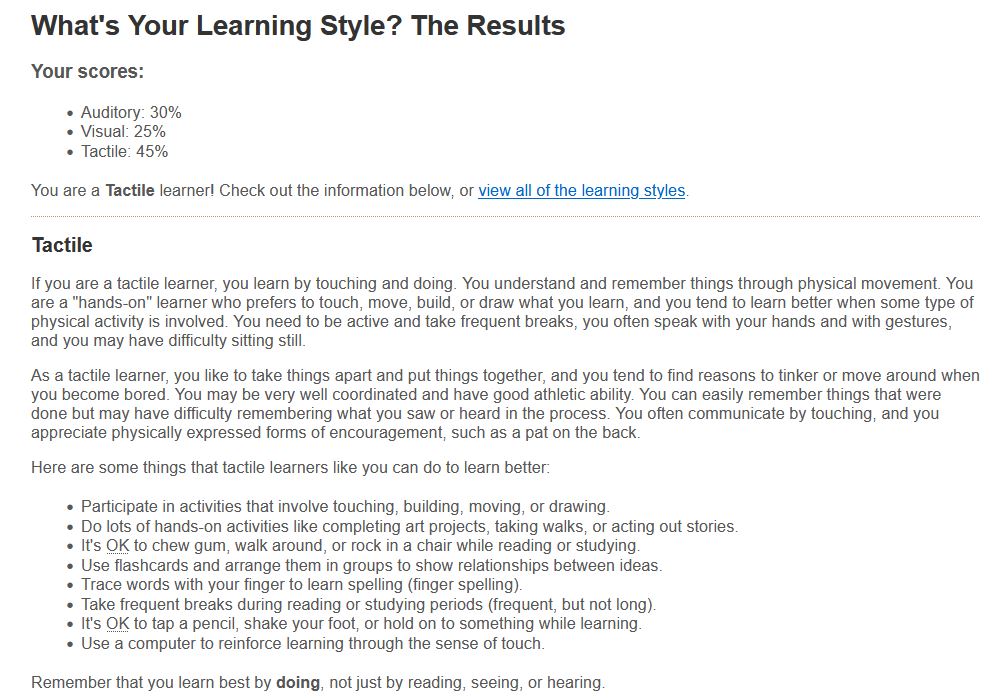 What's Your Learning Style? The Results
Your scores:
• Auditory: 30%
• Visual: 25%
• Tactile: 45%
You are a Tactile learner! Check out the information below, or view all of the learning styles.
Tactile
If you are a tactile learner, you learn by touching and doing. You understand and remember things through physical movement. You
are a "hands-on" learner who prefers to touch, move, build, or draw what you learn, and you tend to learn better when some type of
physical activity is involved. You need to be active and take frequent breaks, you often speak with your hands and with gestures,
and you may have difficulty sitting still.
As a tactile learner, you like to take things apart and put things together, and you tend to find reasons to tinker or move around when
you become bored. You may be very well coordinated and have good athletic ability. You can easily remember things that were
done but may have difficulty remembering what you saw or heard in the process. You often communicate by touching, and you
appreciate physically expressed forms of encouragement, such as a pat on the back.
Here are some things that tactile learners like you can do to learn better:
• Participate in activities that involve touching, building, moving, or drawing.
• Do lots of hands-on activities like completing art projects, taking walks, or acting out stories.
• It's OK to chew gum, walk around, or rock in a chair while reading or studying.
• Use flashcards and arrange them in groups to show relationships between ideas.
• Trace words with your finger to learn spelling (finger spelling).
• Take frequent breaks during reading or studying periods (frequent, but not long).
• It's OK to tap a pencil, shake your foot, or hold on to something while learning.
• Use a computer to reinforce learning through the sense of touch.
Remember that you learn best by doing, not just by reading, seeing, or hearing.